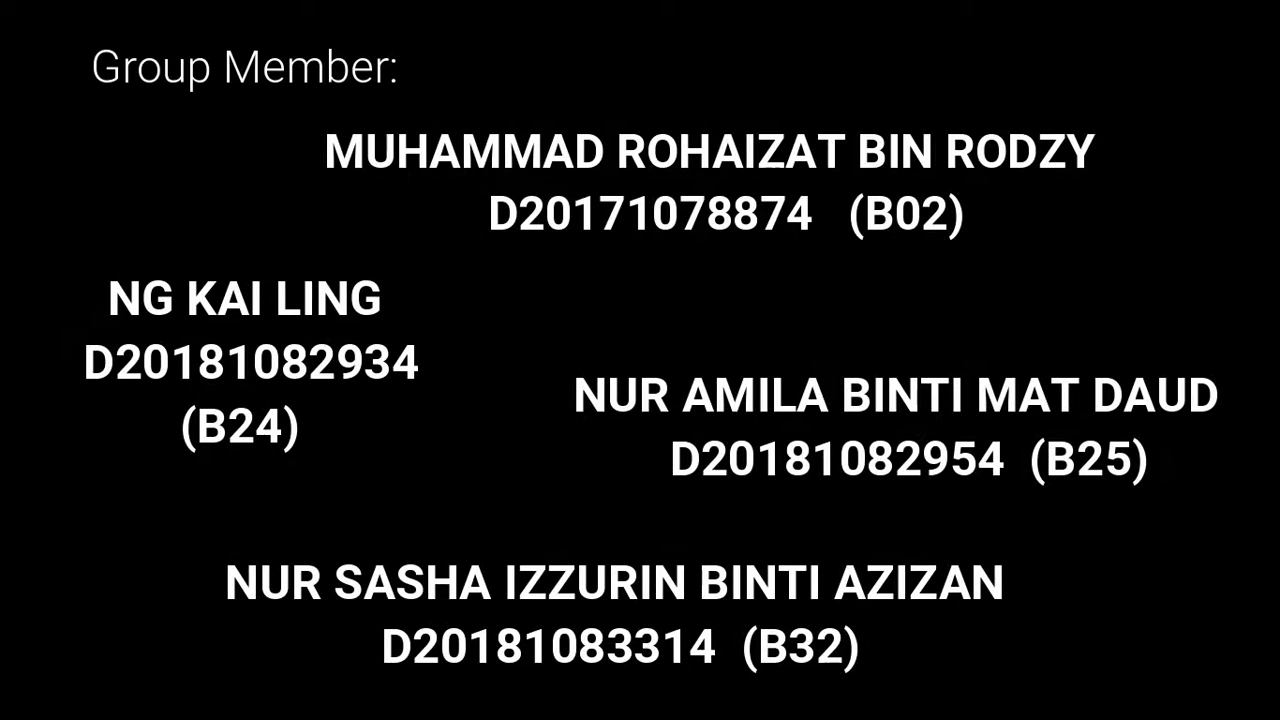 Group Member:
MUHAMMAD ROHAIZAT BIN RODZY
D20171078874 (B02)
NG KAI LING
D20181082934
(B24)
NUR AMILA BINTI MAT DAUD
D20181082954 (B25)
NUR SASHA IZZURIN BINTI AZIZAN
D20181083314 (B32)